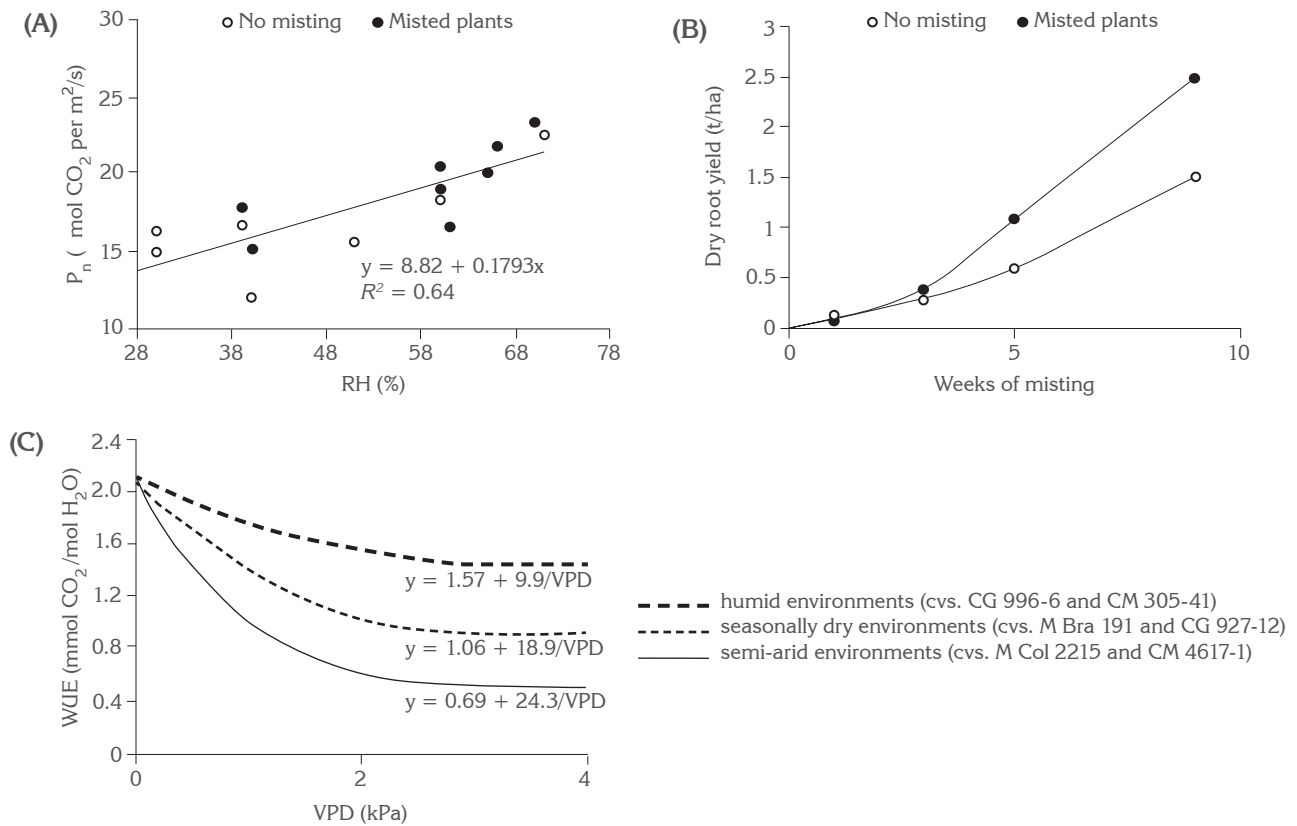 (A)
No misting Misted plants
30
25
20
15
10
28 38 48 58 68 78
Pn ( mol CO2 per m2/s)
RH (%)
y = 8.82 + 0.1793x
R2 = 0.64
(B)
No misting Misted plants
3
2.5
2
1.5
1
0.5
0
0 5 10
Dry root yield (t/ha)
Weeks of misting
(C)
2.4
2.0
1.6
1.2
0.8
0.4
0
0 2 4
WUE (mmol CO2/mol H2O)
VPD (kPa)
y = 1.57 + 9.9/VPD
y = 1.06 + 18.9/VPD
y = 0.69 + 24.3/VPD
humid environments (cvs. CG 996-6 and CM 305-41)
seasonally dry environments (cvs. M Bra 191 and CG 927-12)
semi-arid environments (cvs. M Col 2215 and CM 4617-1)